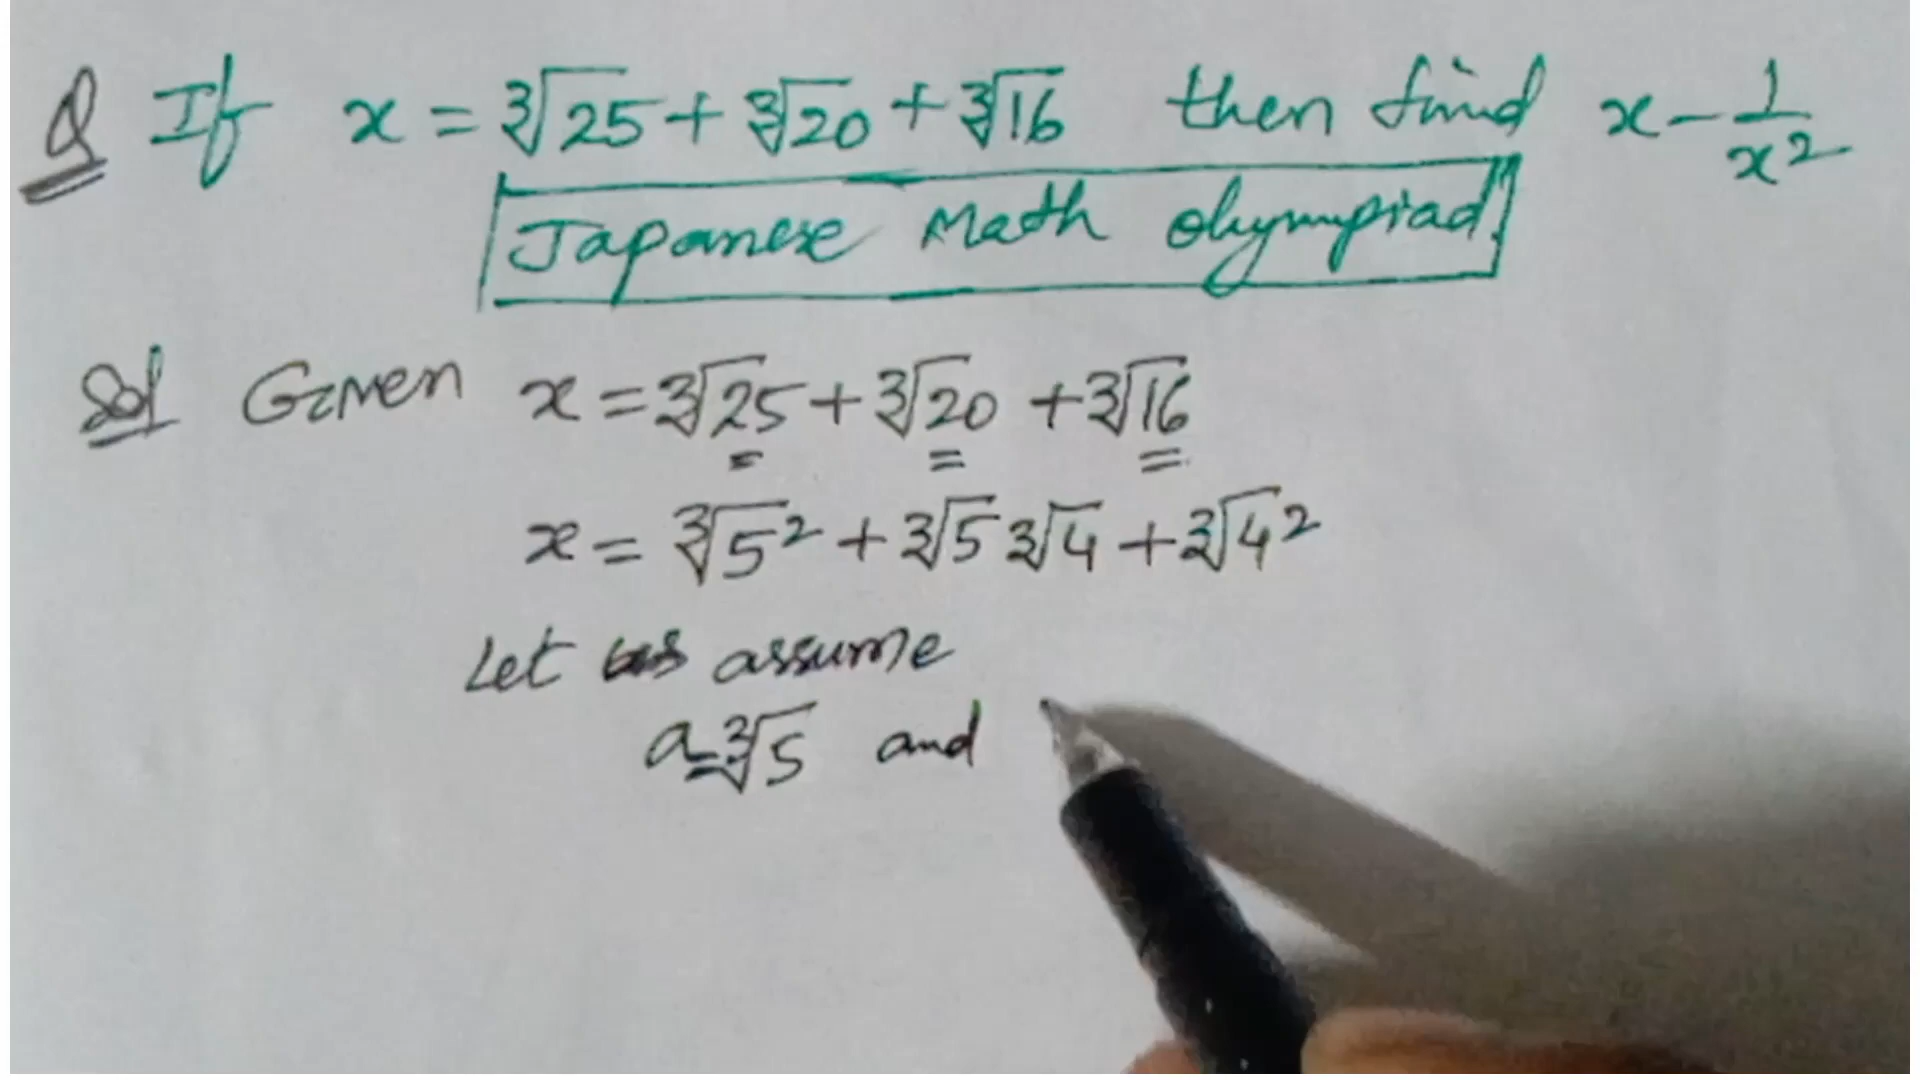 Q If x = ∛25 + ∛20 + ∛16 then find x - 1/x²
Japanese Math Olympiad
Sol Given x = ∛25 + ∛20 + ∛16
x = ∛5² + ∛5 ∛4 + ∛4²
Let us assume
a = ∛5 and